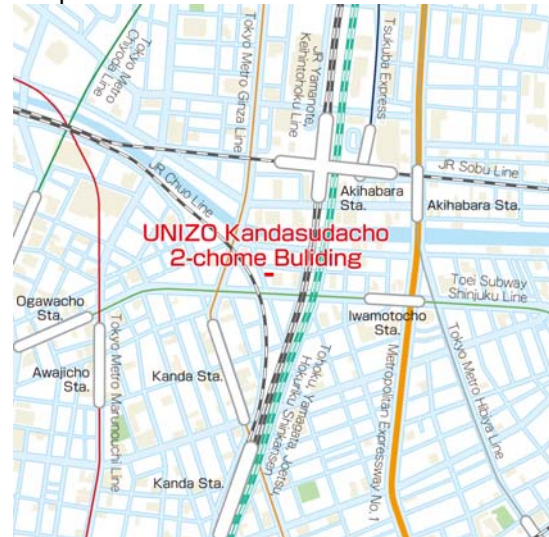 Tokyo Metro
Chiyoda Line
Tokyo Metro Ginza Line
JR Yamanote,
Keihintohoku Line
Tsukuba Express
JR Sobu Line
JR Chuo Line
Akihabara
Sta.
Akihabara Sta.
UNIZO Kandasudacho
2-chome Buliding
Toei Subway
Shinjuku Line
Ogawacho
Sta.
Iwamotocho
Sta.
Awajicho
Sta.
Tokyo Metro Marunouchi Line
Kanda Sta.
Tohoku, Yamagata, Joetsu,
Hokuriku Shinkansen
Metropolitan Expressway No.1
Tokyo Metro Hibiya Line
Kanda Sta.